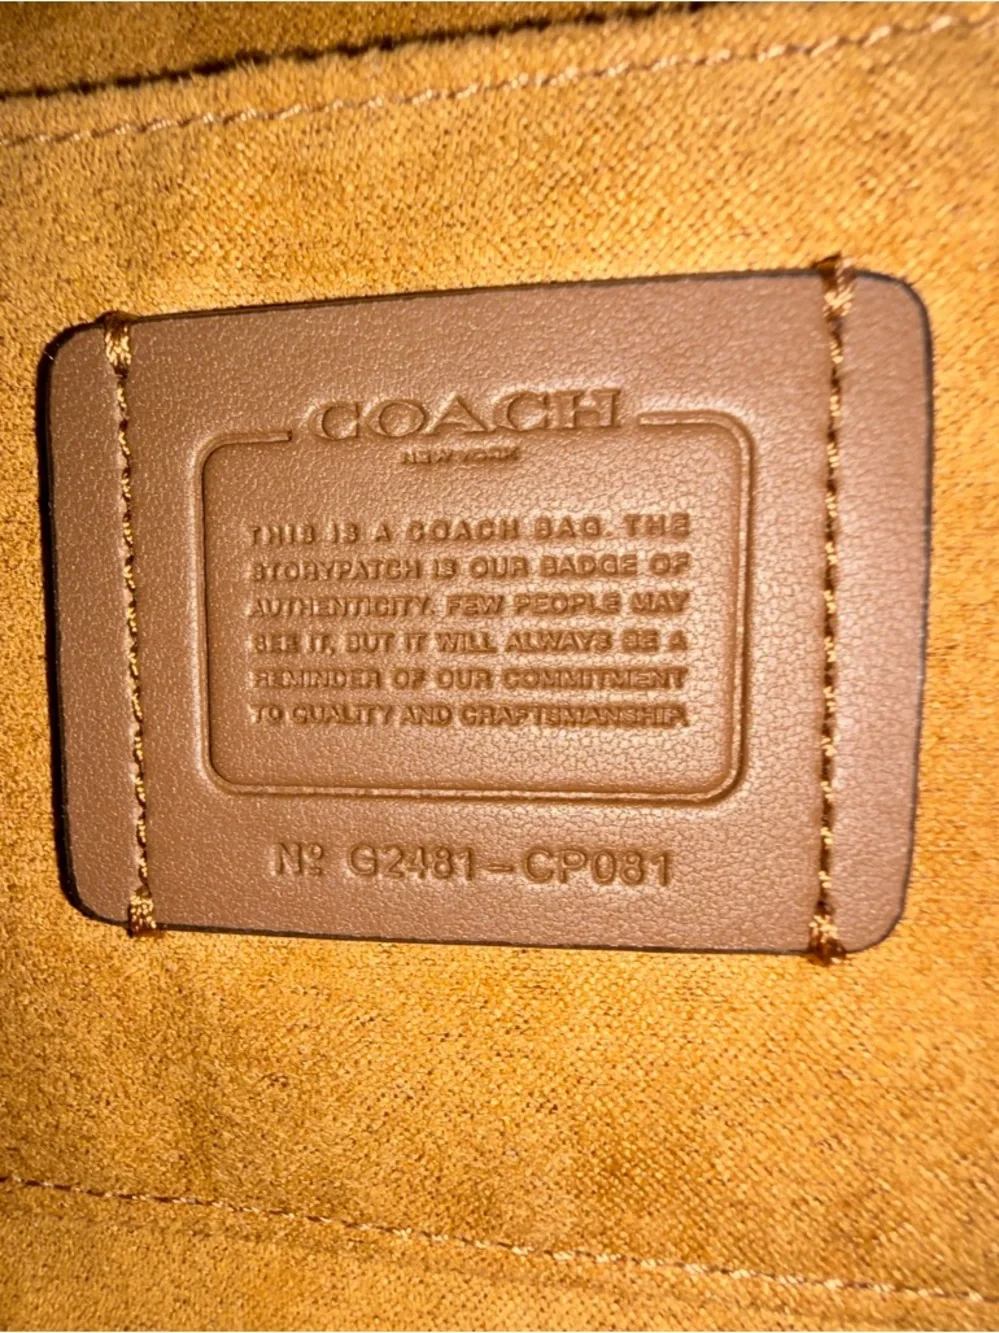 COACH
NEW YORK
THIS IS A COACH BAG. THE
STORYPATCH IS OUR BADGE OF
AUTHENTICITY. FEW PEOPLE MAY
SEE IT, BUT IT WILL ALWAYS BE A
REMINDER OF OUR COMMITMENT
TO QUALITY AND CRAFTSMANSHIP.
Nº G2481-CP081